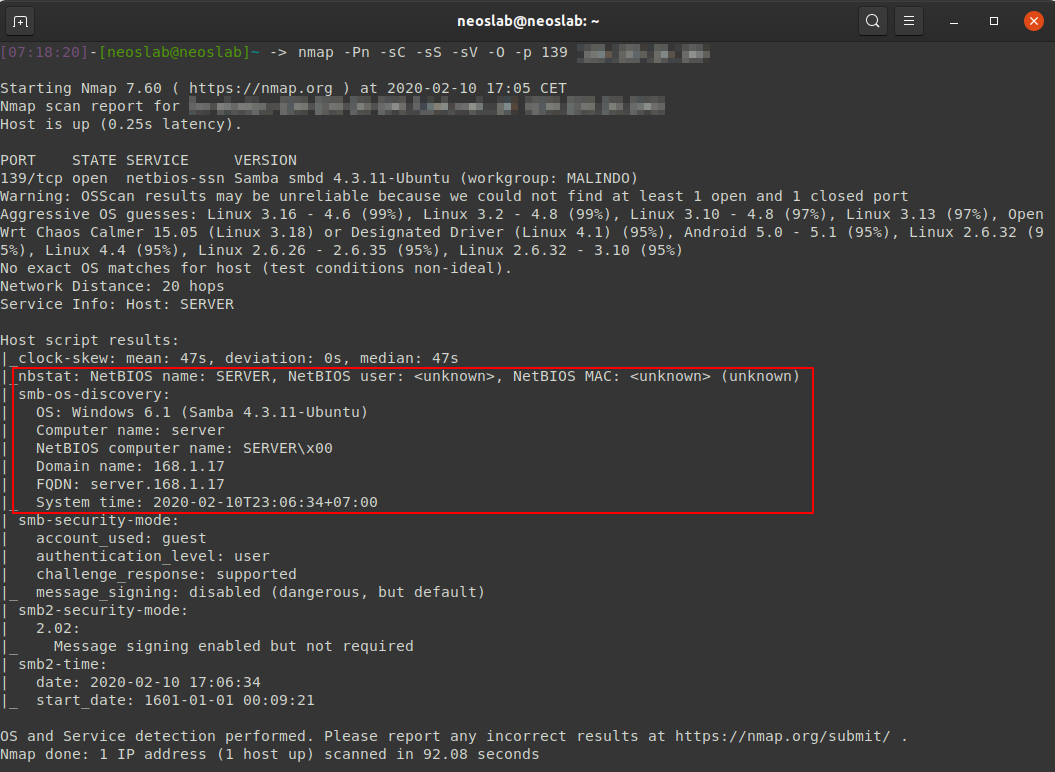 neoslab@neoslab: ~
[07:18:20]-[neoslab@neoslab]~ -> nmap -Pn -sC -sS -sV -O -p 139
Starting Nmap 7.60 ( https://nmap.org ) at 2020-02-10 17:05 CET
Nmap scan report for
Host is up (0.25s latency).
PORT    STATE SERVICE     VERSION
139/tcp open  netbios-ssn Samba smbd 4.3.11-Ubuntu (workgroup: MALINDO)
Warning: OSScan results may be unreliable because we could not find at least 1 open and 1 closed port
Aggressive OS guesses: Linux 3.16 - 4.6 (99%), Linux 3.2 - 4.8 (99%), Linux 3.10 - 4.8 (97%), Linux 3.13 (97%), Open
Wrt Chaos Calmer 15.05 (Linux 3.18) or Designated Driver (Linux 4.1) (95%), Android 5.0 - 5.1 (95%), Linux 2.6.32 (9
5%), Linux 4.4 (95%), Linux 2.6.26 - 2.6.35 (95%), Linux 2.6.32 - 3.10 (95%)
No exact OS matches for host (test conditions non-ideal).
Network Distance: 20 hops
Service Info: Host: SERVER
Host script results:
|_clock-skew: mean: 47s, deviation: 0s, median: 47s
|_nbstat: NetBIOS name: SERVER, NetBIOS user: <unknown>, NetBIOS MAC: <unknown> (unknown)
| smb-os-discovery:
|   OS: Windows 6.1 (Samba 4.3.11-Ubuntu)
|   Computer name: server
|   NetBIOS computer name: SERVER\x00
|   Domain name: 168.1.17
|   FQDN: server.168.1.17
|_  System time: 2020-02-10T23:06:34+07:00
| smb-security-mode:
|   account_used: guest
|   authentication_level: user
|   challenge_response: supported
|_  message_signing: disabled (dangerous, but default)
| smb2-security-mode:
|   2.02:
|_    Message signing enabled but not required
| smb2-time:
|   date: 2020-02-10 17:06:34
|_  start_date: 1601-01-01 00:09:21
OS and Service detection performed. Please report any incorrect results at https://nmap.org/submit/ .
Nmap done: 1 IP address (1 host up) scanned in 92.08 seconds